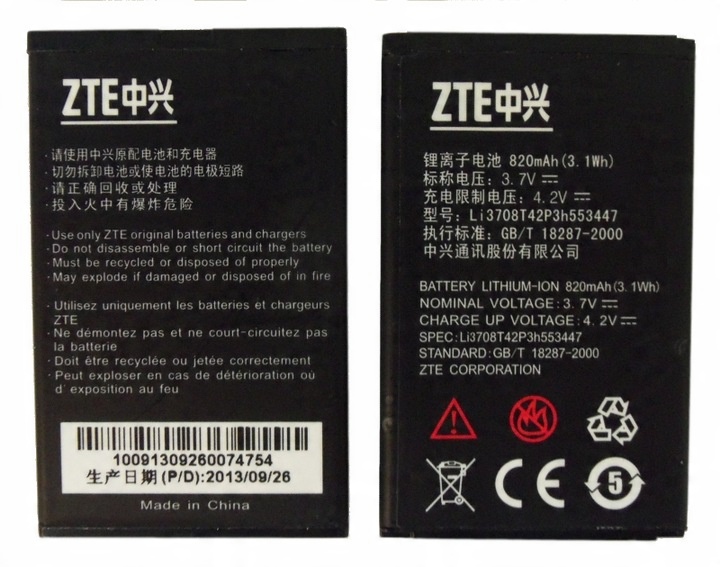 ZTE中兴
·请使用中兴原配电池和充电器
·切勿拆卸电池或使电池的电极短路
·请正确回收或处理
·投入火中有爆炸危险
·Use only ZTE original batteries and chargers
·Do not disassemble or short circuit the battery
·Must be recycled or disposed of properly
·May explode if damaged or disposed of in fire
·Utilisez uniquement les batteries et chargeurs
ZTE
·Ne démontez pas et ne court-circuitez pas
la batterie
·Doit être recyclée ou jetée correctement
·Peut exploser en cas de détérioration où
d' exposition au feu
10091309260074754
生产日期(P/D):2013/09/26
Made in China
ZTE中兴
锂离子电池 820mAh(3.1Wh)
标称电压: 3.7V⎓
充电限制电压: 4.2V⎓
型号: Li3708T42P3h553447
执行标准: GB/T 18287-2000
中兴通讯股份有限公司
BATTERY LITHIUM-ION 820mAh(3.1Wh)
NOMINAL VOLTAGE: 3.7V⎓
CHARGE UP VOLTAGE: 4.2V⎓
SPEC:Li3708T42P3h553447
STANDARD:GB/T 18287-2000
ZTE CORPORATION
CE 5